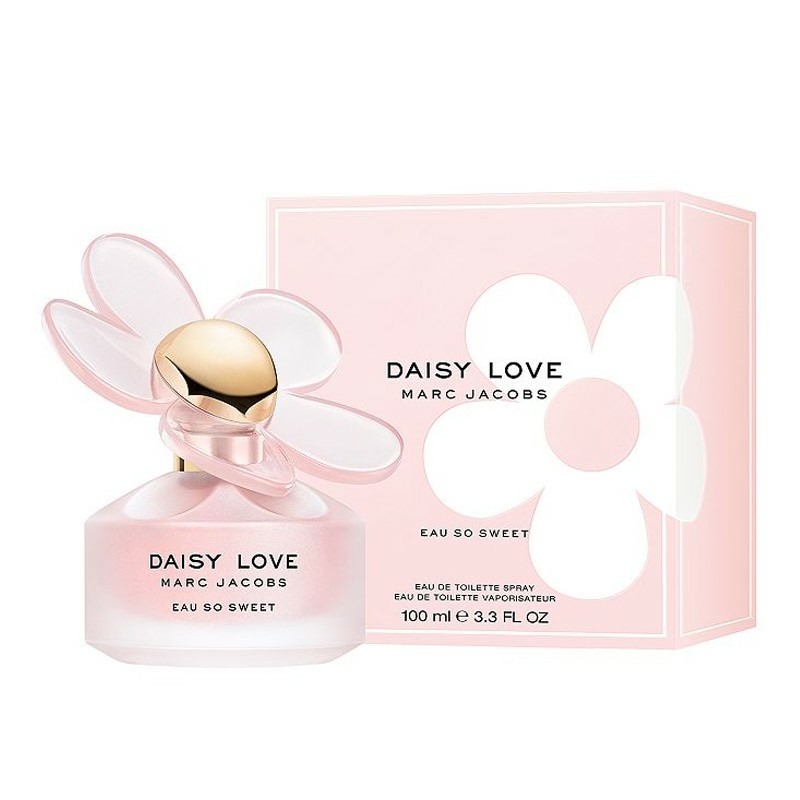 DAISY LOVE
MARC JACOBS
EAU SO SWEET
DAISY LOVE
MARC JACOBS
EAU SO SWEET
EAU DE TOILETTE SPRAY
EAU DE TOILETTE VAPORISATEUR
100 ml ℮ 3.3 FL OZ